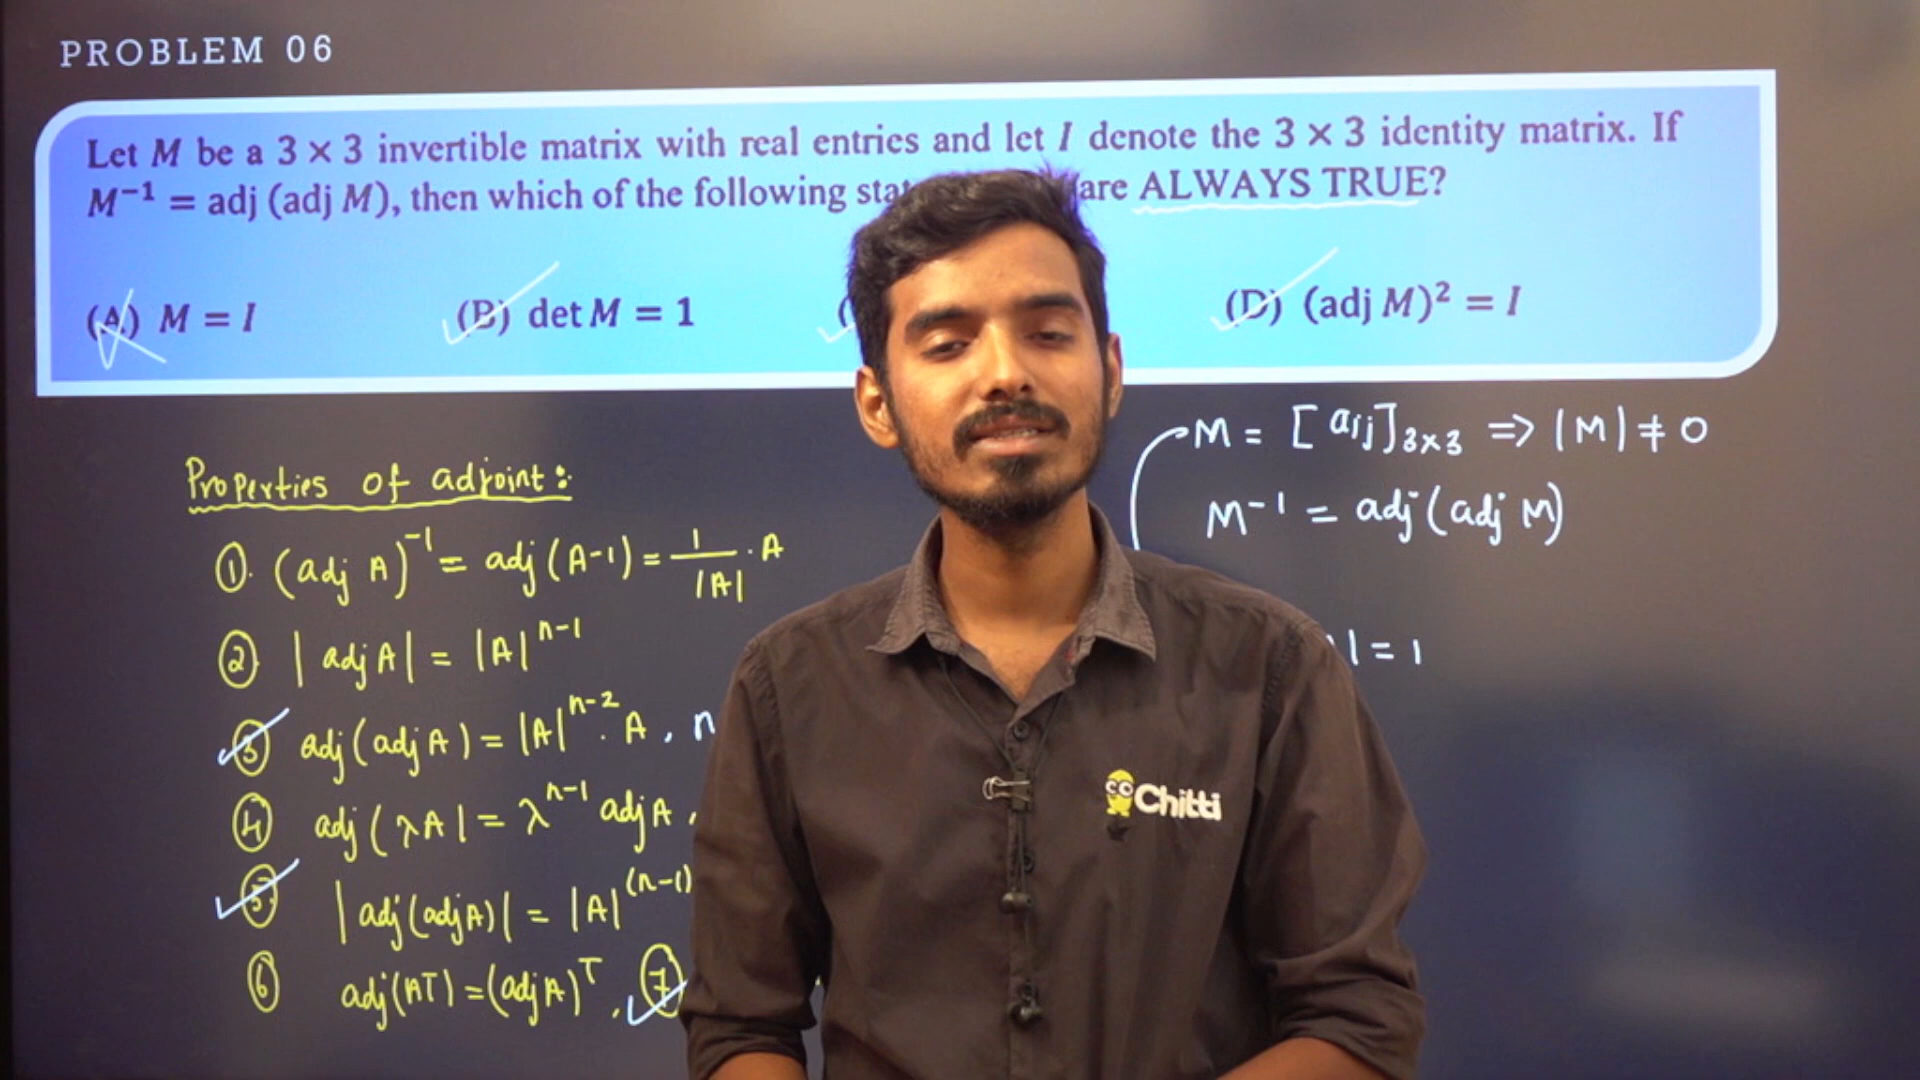 PROBLEM 06
Let M be a 3 × 3 invertible matrix with real entries and let I denote the 3 × 3 identity matrix. If
M⁻¹ = adj (adj M), then which of the following are ALWAYS TRUE?
(A) M = I (B) det M = 1 (D) (adj M)² = I
Properties of adjoint:
①. (adj A)⁻¹ = adj (A-1) = 1/|A| . A
② | adj A | = |A|ⁿ⁻¹
③ adj (adj A) = |A|ⁿ⁻² . A , n
④ adj (λA| = λⁿ⁻¹ adj A ,
⑤ | adj (adj A)| = |A|⁽ⁿ⁻¹⁾
⑥ adj (AT) = (adj A)ᵀ , ⑦
M = [aij]₃ₓ₃ => |M| ≠ 0
M⁻¹ = adj (adj M)
| = 1
Chitti